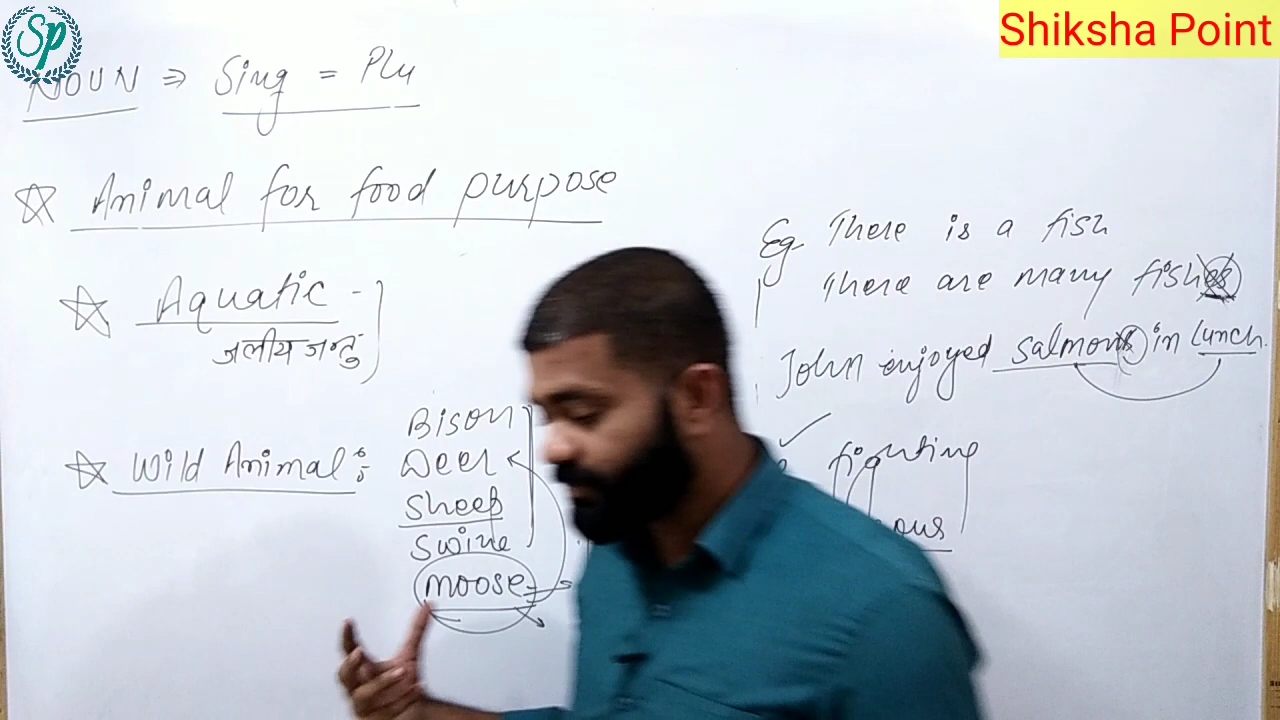 Sp
Shiksha Point
NOUN ⇒ Sing = Plu
☆ Animal for food purpose
☆ Aquatic -
जलीय जन्तु
☆ Wild Animal :
Bison
Deer
Sheep
Swine
moose
Eg. There is a fish
There are many fishes
John enjoyed salmons in Lunch.
fighting